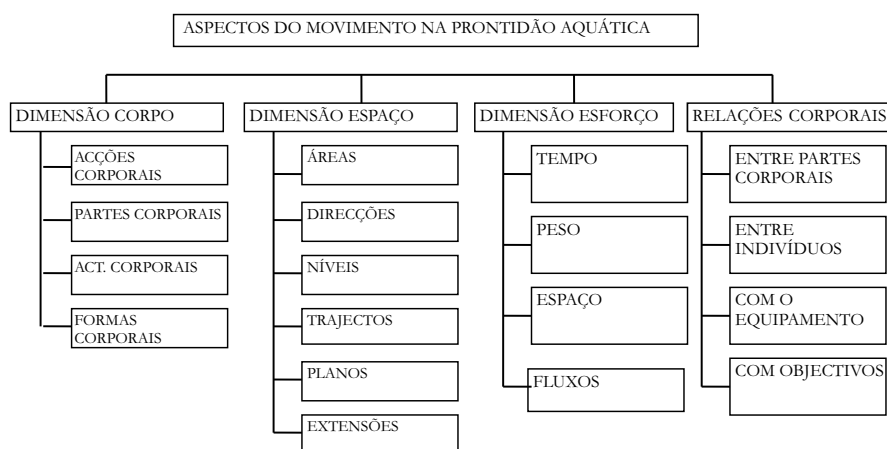 ASPECTOS DO MOVIMENTO NA PRONTIDÃO AQUÁTICA
DIMENSÃO CORPO
ACÇÕES
CORPORAIS
PARTES CORPORAIS
ACT. CORPORAIS
FORMAS
CORPORAIS
DIMENSÃO ESPAÇO
ÁREAS
DIRECÇÕES
NÍVEIS
TRAJECTOS
PLANOS
EXTENSÕES
DIMENSÃO ESFORÇO
TEMPO
PESO
ESPAÇO
FLUXOS
RELAÇÕES CORPORAIS
ENTRE PARTES
CORPORAIS
ENTRE
INDIVÍDUOS
COM O
EQUIPAMENTO
COM OBJECTIVOS